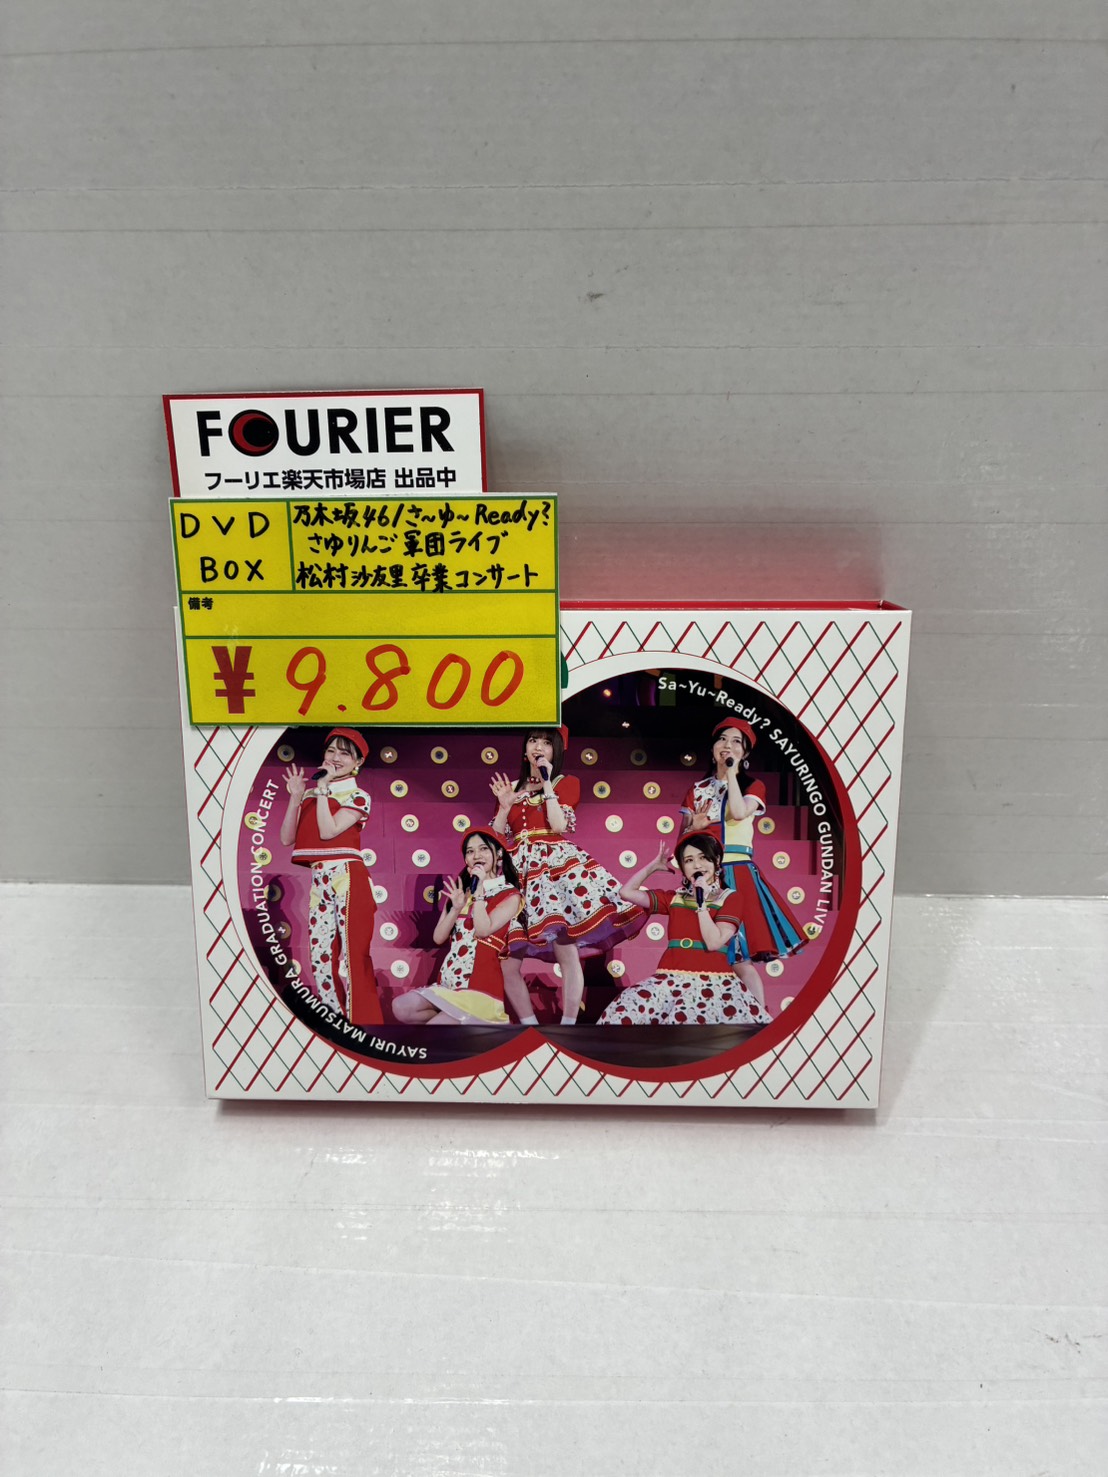 FOURIER
フーリエ楽天市場店 出品中
DVD
BOX
乃木坂46/さ~ゆ~Ready?
さゆりんご軍団ライブ
松村沙友里卒業コンサート
備考
¥9.800
Sa~Yu~Ready? SAYURINGO GUNDAN LIVE
SAYURI MATSUMURA GRADUATION CONCERT